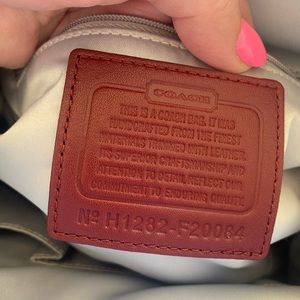 COACH
THIS IS A COACH BAG. IT WAS
HANDCRAFTED FROM THE FINEST
MATERIALS TRIMMED WITH LEATHER.
ITS SUPERIOR CRAFTSMANSHIP AND
ATTENTION TO DETAIL REFLECT OUR
COMMITMENT TO ENDURING QUALITY.
Nº H1282-F20084